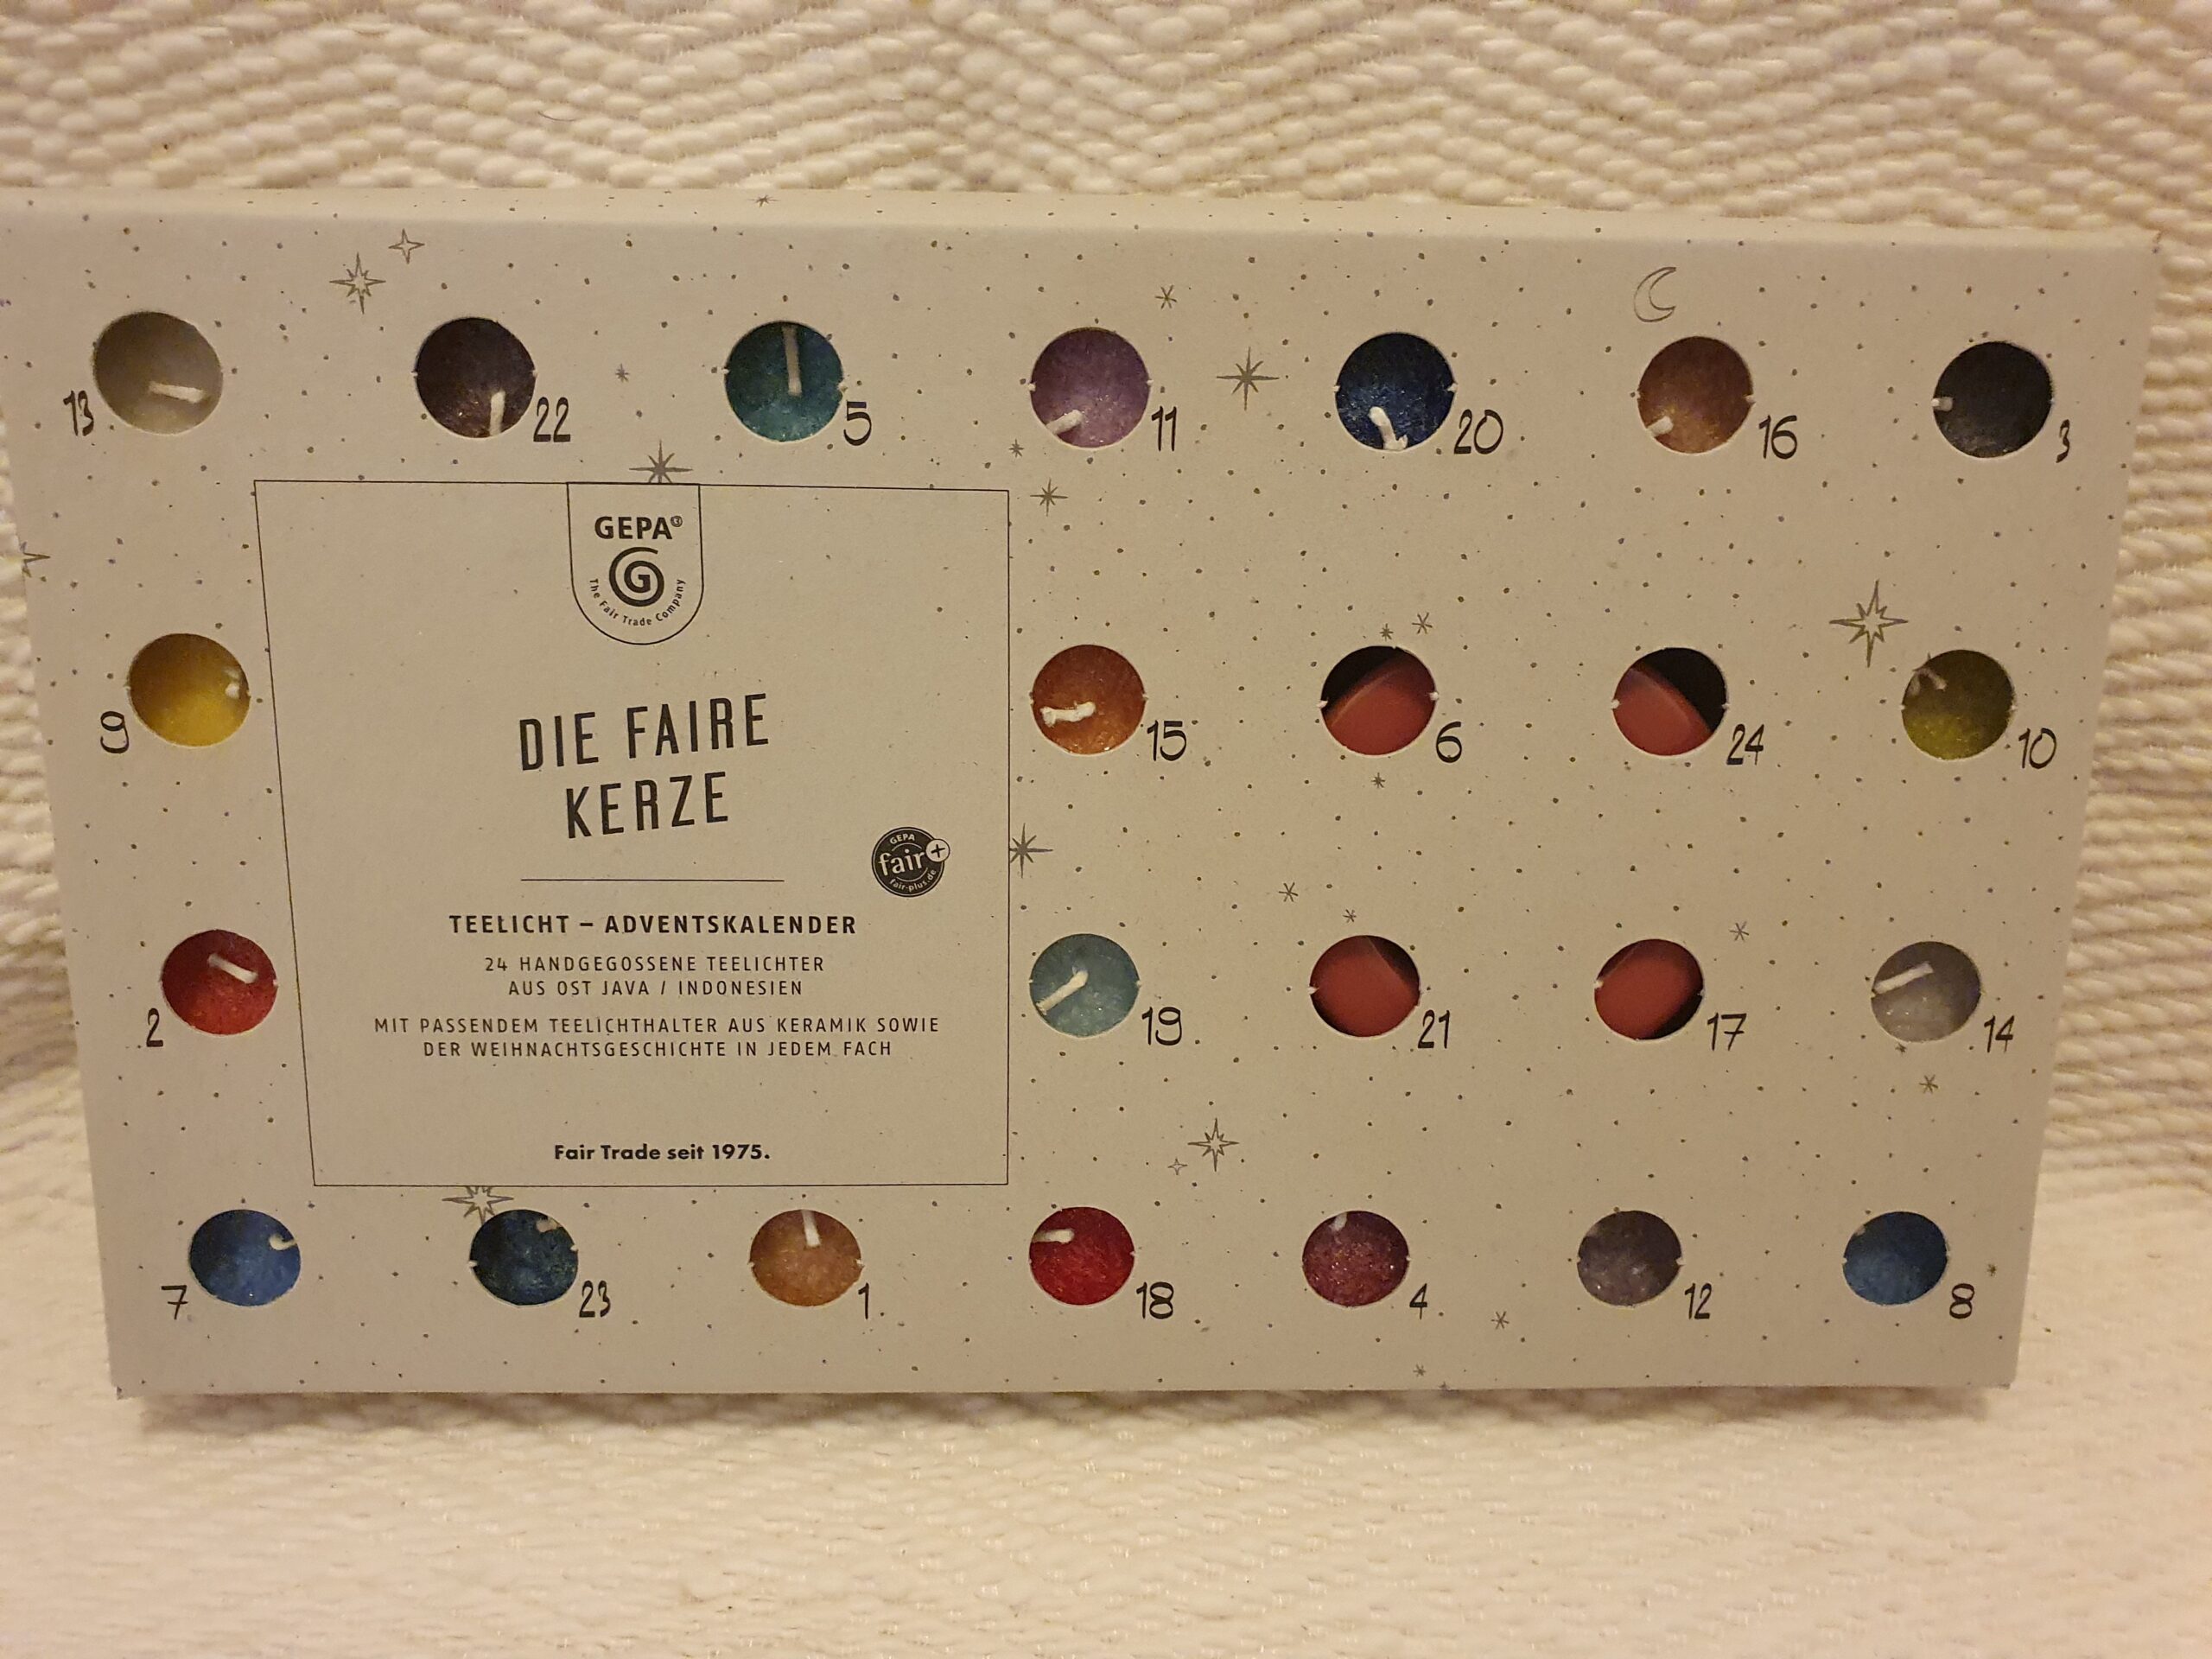 13
22
5
11
20
16
3
GEPA®
The Fair Trade Company
DIE FAIRE
KERZE
GEPA
fair+
fair-plus.de
TEELICHT – ADVENTSKALENDER
24 HANDGEGOSSENE TEELICHTER
AUS OST JAVA / INDONESIEN
MIT PASSENDEM TEELICHTHALTER AUS KERAMIK SOWIE
DER WEIHNACHTSGESCHICHTE IN JEDEM FACH
Fair Trade seit 1975.
9
15
6
24
10
2
19
21
17
14
7
23
1
18
4
12
8